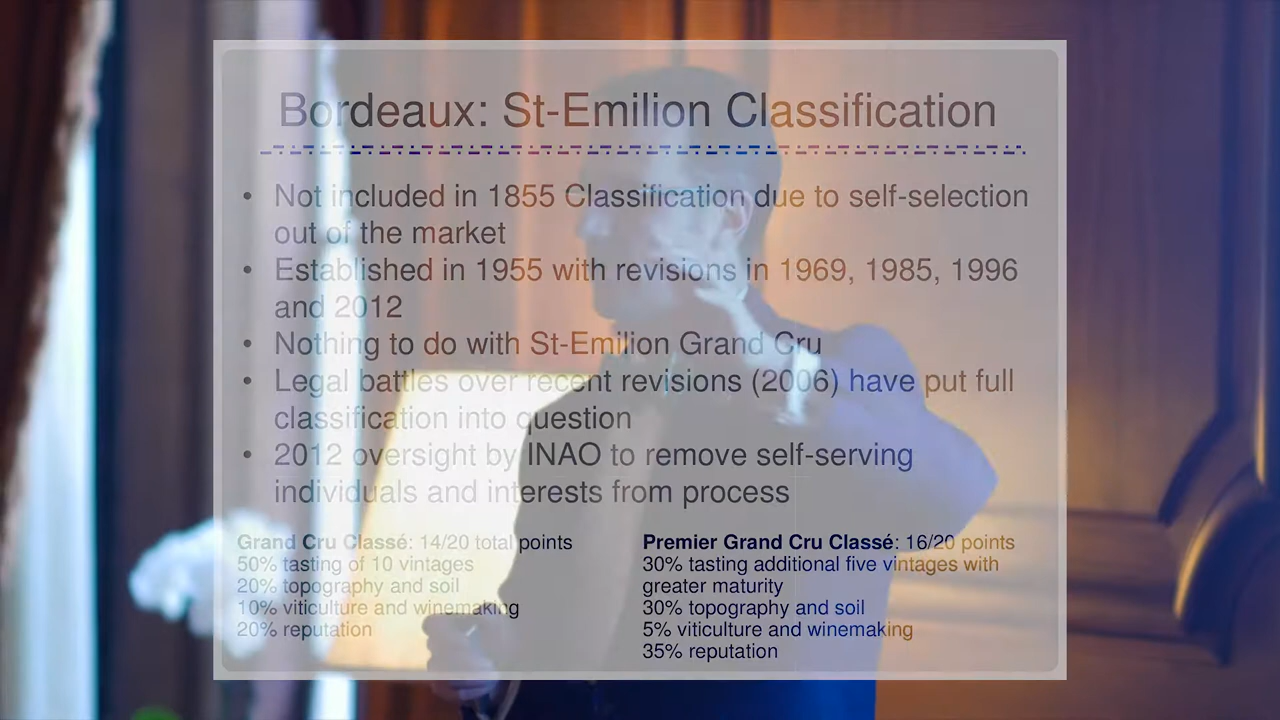 Bordeaux: St-Emilion Classification
• Not included in 1855 Classification due to self-selection
out of the market
• Established in 1955 with revisions in 1969, 1985, 1996
and 2012
• Nothing to do with St-Emilion Grand Cru
• Legal battles over recent revisions (2006) have put full
classification into question
• 2012 oversight by INAO to remove self-serving
individuals and interests from process
Grand Cru Classé: 14/20 total points
50% tasting of 10 vintages
20% topography and soil
10% viticulture and winemaking
20% reputation
Premier Grand Cru Classé: 16/20 points
30% tasting additional five vintages with
greater maturity
30% topography and soil
5% viticulture and winemaking
35% reputation